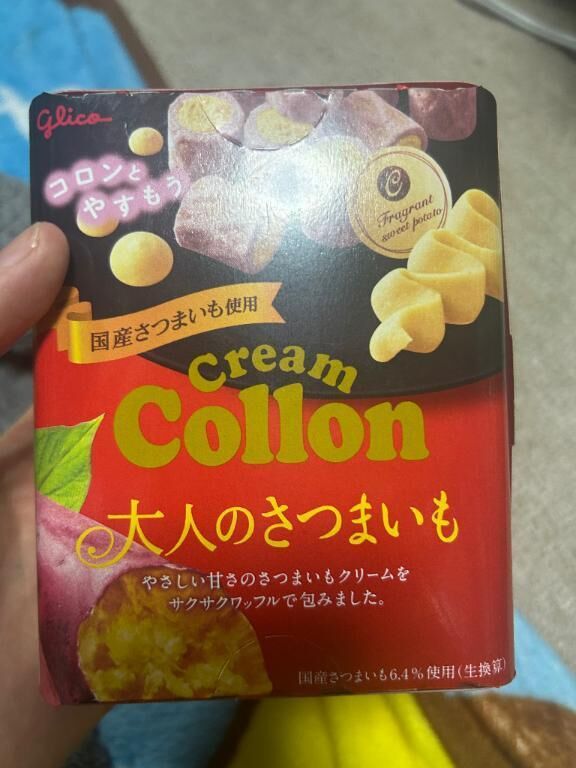 glico
コロンと
やすもう
C
Fragrant
sweet potato
国産さつまいも使用
Cream
Collon
大人のさつまいも
やさしい甘さのさつまいもクリームを
サクサクワッフルで包みました。
国産さつまいも6.4%使用(生換算)